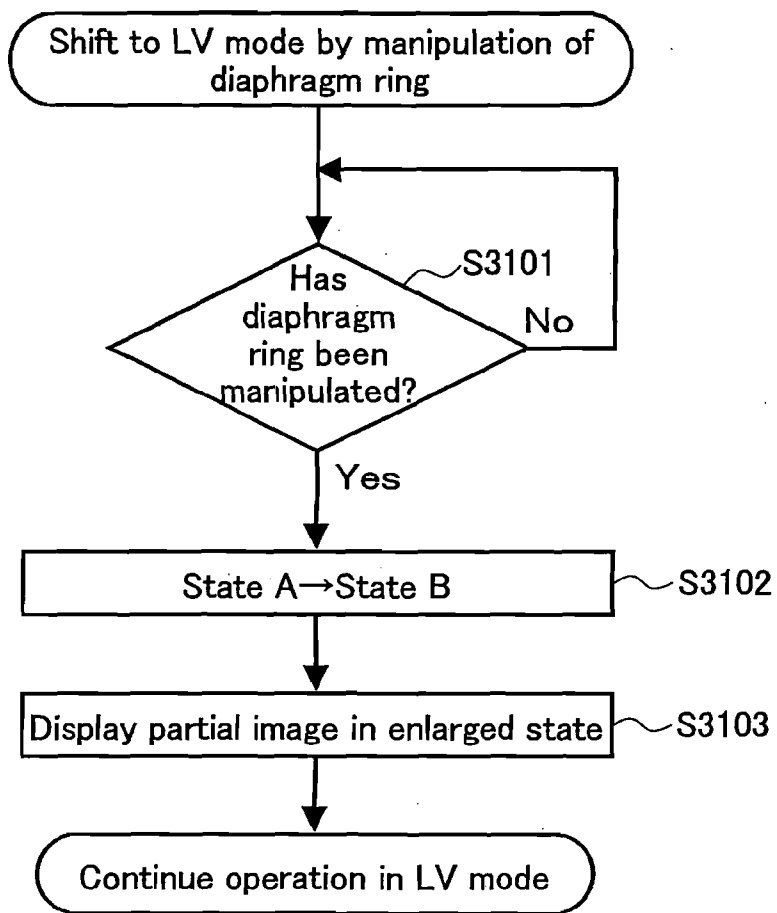 Shift to LV mode by manipulation of
diaphragm ring
S3101
Has
diaphragm
ring been
manipulated?
No
Yes
State A→State B
S3102
Display partial image in enlarged state
S3103
Continue operation in LV mode